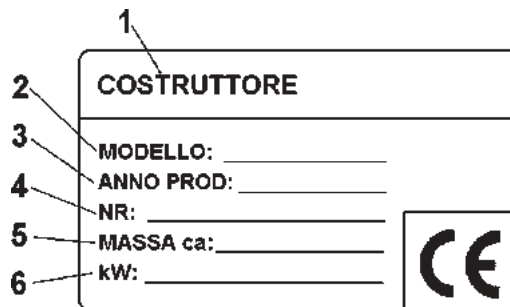 1
COSTRUTTORE
2
3
MODELLO:
ANNO PROD:
4
NR:
5
MASSA ca:
6
kW:
CE